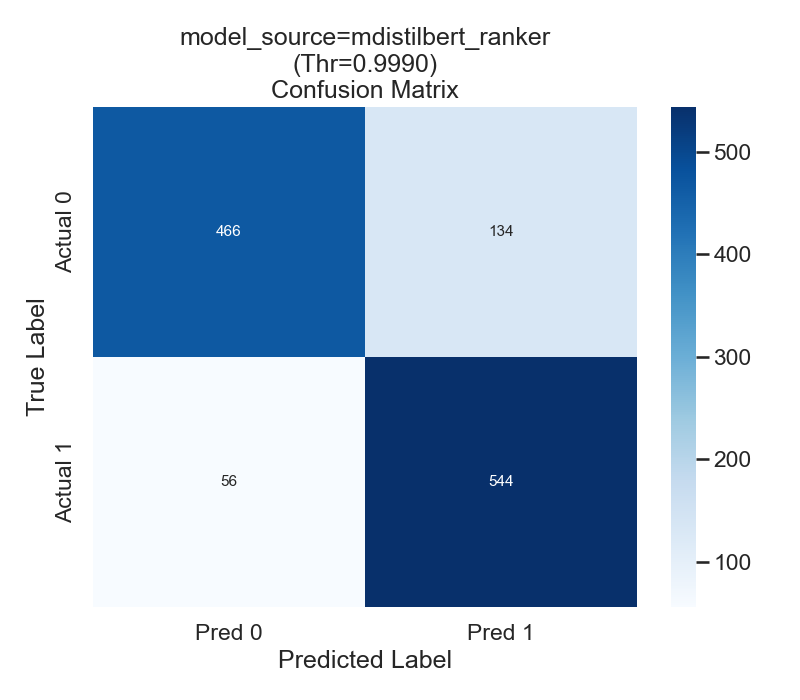 model_source=mdistilbert_ranker
(Thr=0.9990)
Confusion Matrix
Actual 0
466
134
Actual 1
56
544
True Label
Pred 0
Pred 1
Predicted Label
500
400
300
200
100